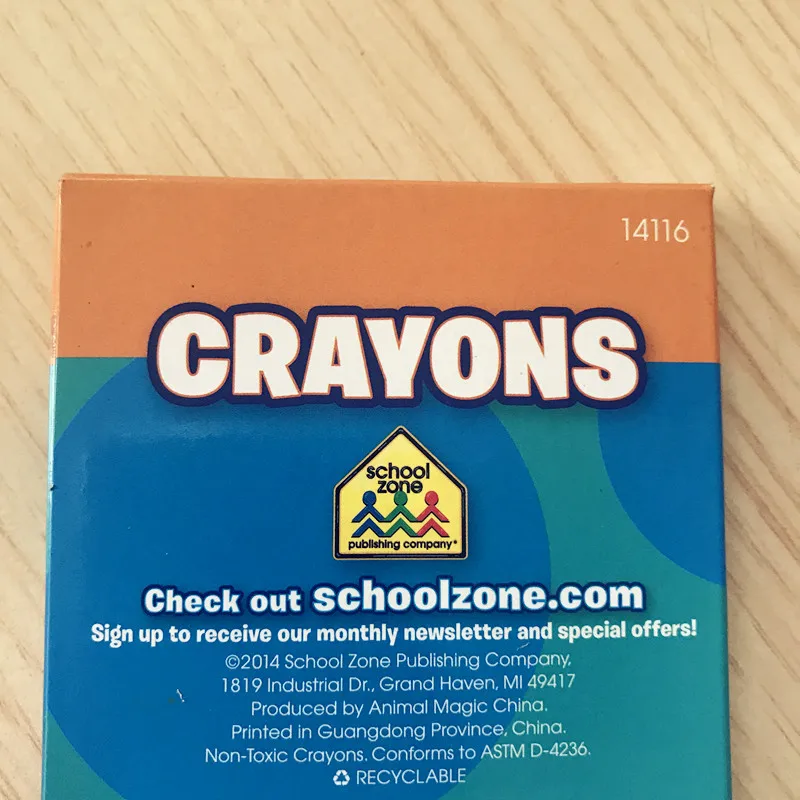 14116
CRAYONS
school
zone
publishing company®
Check out schoolzone.com
Sign up to receive our monthly newsletter and special offers!
©2014 School Zone Publishing Company,
1819 Industrial Dr., Grand Haven, MI 49417
Produced by Animal Magic China.
Printed in Guangdong Province, China.
Non-Toxic Crayons. Conforms to ASTM D-4236.
♻ RECYCLABLE